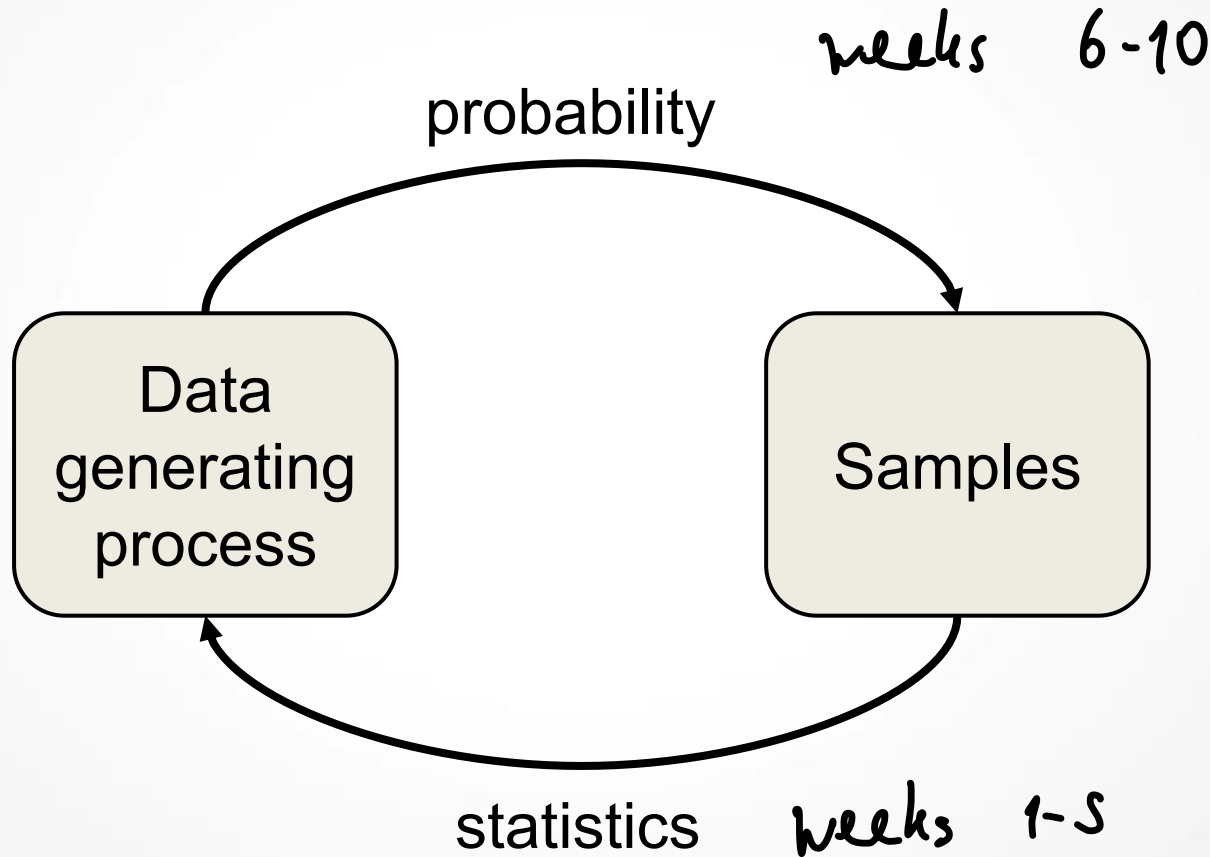 weeks 6-10
probability
Data
generating
process
Samples
statistics weeks 1-5